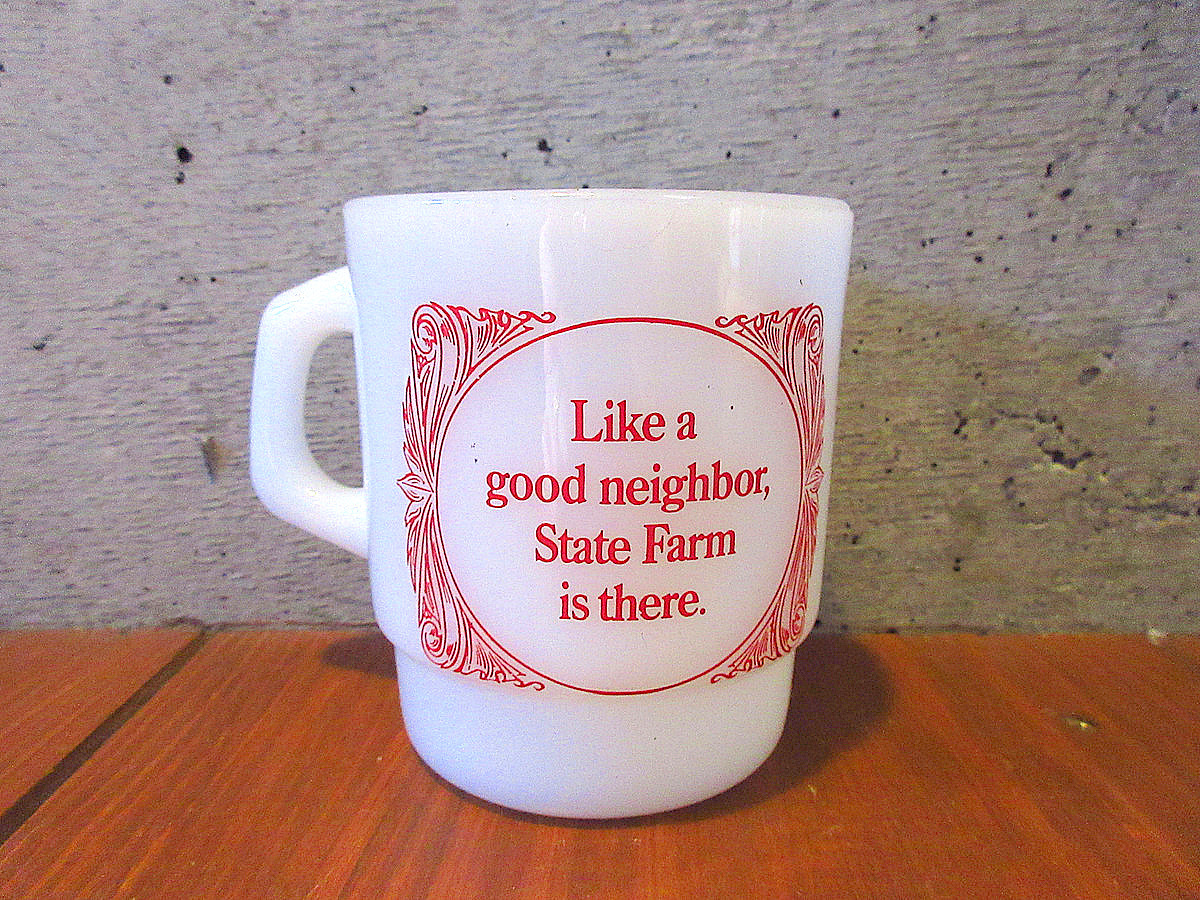 Like a
good neighbor,
State Farm
is there.